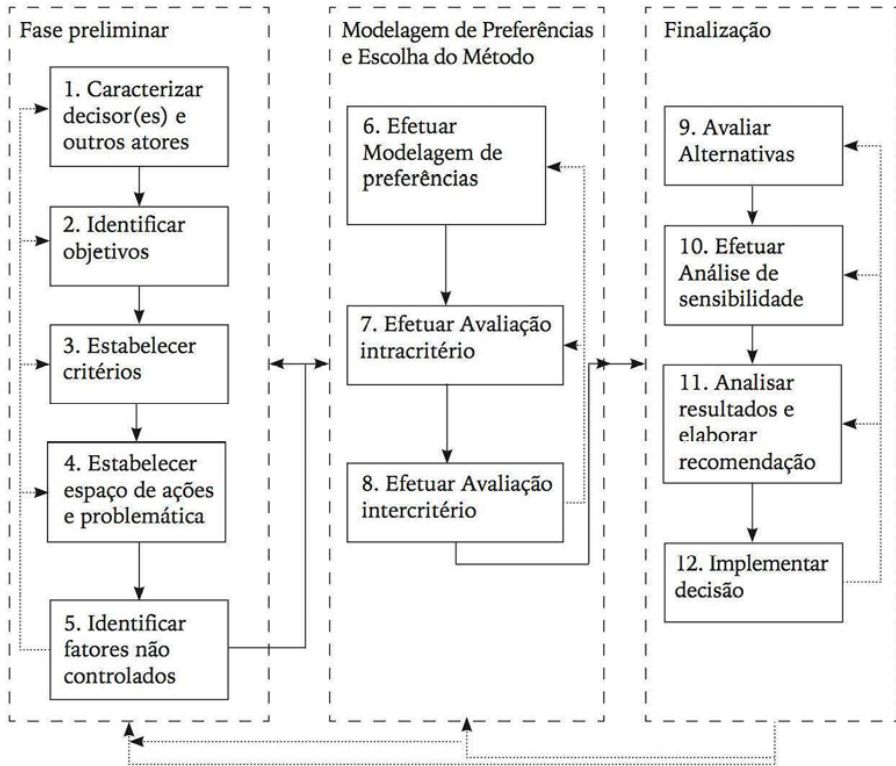 Fase preliminar
1. Caracterizar
decisor(es) e
outros atores
2. Identificar
objetivos
3. Estabelecer
critérios
4. Estabelecer
espaço de ações
e problemática
5. Identificar
fatores não
controlados
Modelagem de Preferências
e Escolha do Método
6. Efetuar
Modelagem de
preferências
7. Efetuar Avaliação
intracritério
8. Efetuar Avaliação
intercritério
Finalização
9. Avaliar
Alternativas
10. Efetuar
Análise de
sensibilidade
11. Analisar
resultados e
elaborar
recomendação
12. Implementar
decisão